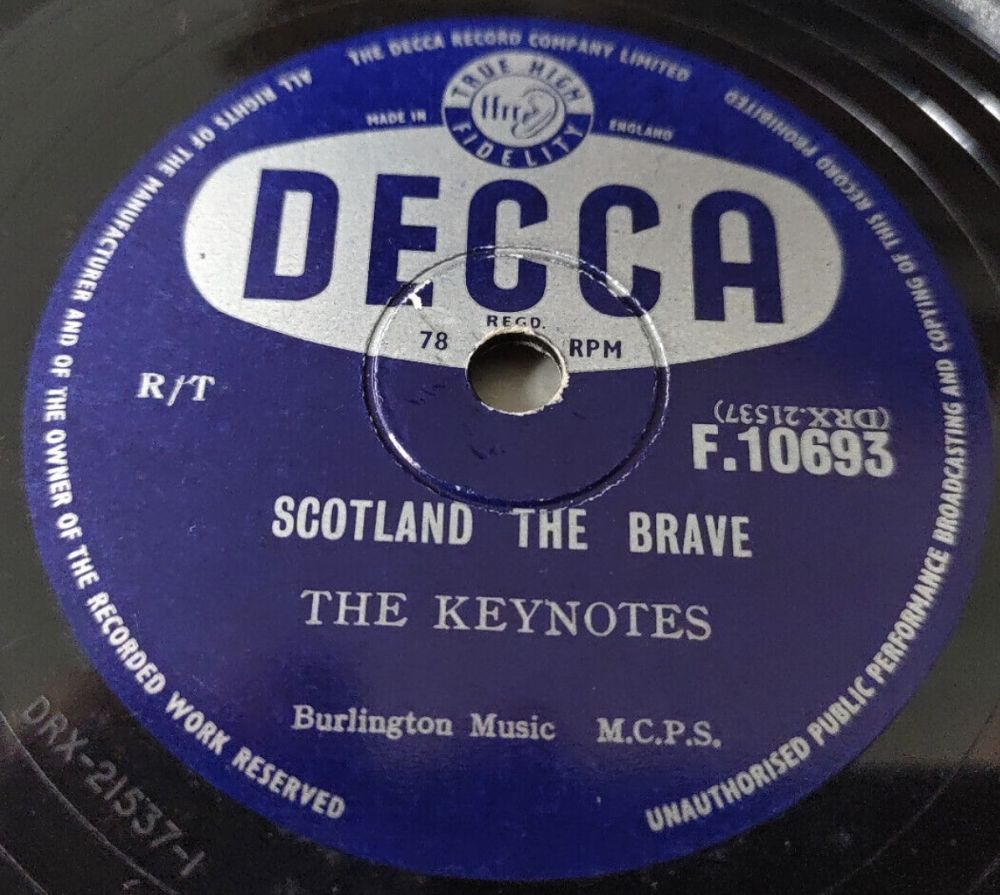 THE DECCA RECORD COMPANY LIMITED
TRUE HIGH
ffrr
FIDELITY
MADE IN
ENGLAND
DECCA
REGD.
78 RPM
R/T
(DRX.21537)
F.10693
SCOTLAND THE BRAVE
THE KEYNOTES
Burlington Music M.C.P.S.
ALL RIGHTS OF THE MANUFACTURER AND OF THE OWNER OF THE RECORDED WORK RESERVED
UNAUTHORISED PUBLIC PERFORMANCE BROADCASTING AND COPYING OF THIS RECORD PROHIBITED
DRX-21537-1